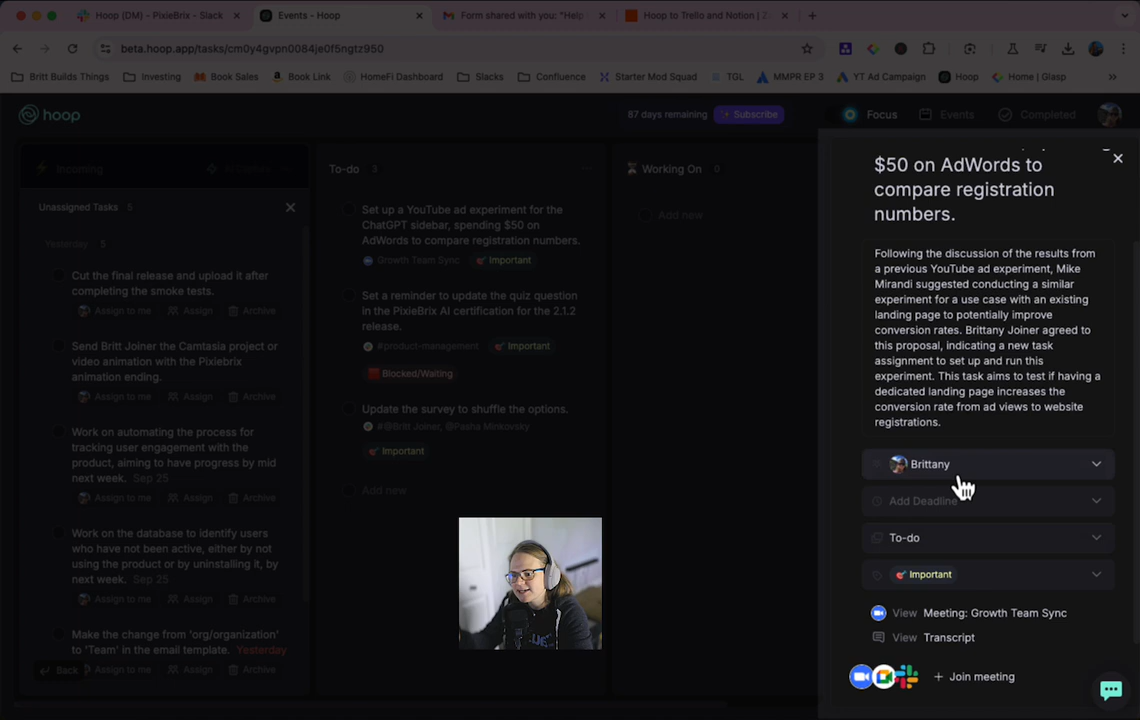 Hoop (DM) - PixieBrix - Slack
Events - Hoop
Form shared with you: "Help
Hoop to Trello and Notion | Z
beta.hoop.app/tasks/cm0y4gvpn0084je0f5ngtz950
Britt Builds Things
Investing
Book Sales
Book Link
HomeFi Dashboard
Slacks
Confluence
Starter Mod Squad
TGL
MMPR EP 3
YT Ad Campaign
Hoop
Home | Glasp
hoop
87 days remaining
Subscribe
Focus
Events
Completed
Incoming
Unassigned Tasks 5
Yesterday 5
Cut the final release and upload it after
completing the smoke tests.
Assign to me Assign Archive
Send Britt Joiner the Camtasia project or
video animation with the Pixiebrix
animation ending.
Assign to me Assign Archive
Work on automating the process for
tracking user engagement with the
product, aiming to have progress by mid
next week. Sep 25
Assign to me Assign Archive
Work on the database to identify users
who have not been active, either by not
using the product or by uninstalling it, by
next week. Sep 25
Assign to me Assign Archive
Make the change from 'org/organization'
to 'Team' in the email template. Yesterday
Back
Assign to me Assign Archive
To-do 3
Set up a YouTube ad experiment for the
ChatGPT sidebar, spending $50 on
AdWords to compare registration numbers.
Growth Team Sync Important
Set a reminder to update the quiz question
in the PixieBrix AI certification for the 2.1.2
release.
#product-management Important
Blocked/Waiting
Update the survey to shuffle the options.
#@Britt Joiner, @Pasha Minkovsky
Important
Add new
Working On 0
Add new
$50 on AdWords to
compare registration
numbers.
Following the discussion of the results from
a previous YouTube ad experiment, Mike
Mirandi suggested conducting a similar
experiment for a use case with an existing
landing page to potentially improve
conversion rates. Brittany Joiner agreed to
this proposal, indicating a new task
assignment to set up and run this
experiment. This task aims to test if having a
dedicated landing page increases the
conversion rate from ad views to website
registrations.
Brittany
Add Deadline
To-do
Important
View Meeting: Growth Team Sync
View Transcript
+ Join meeting